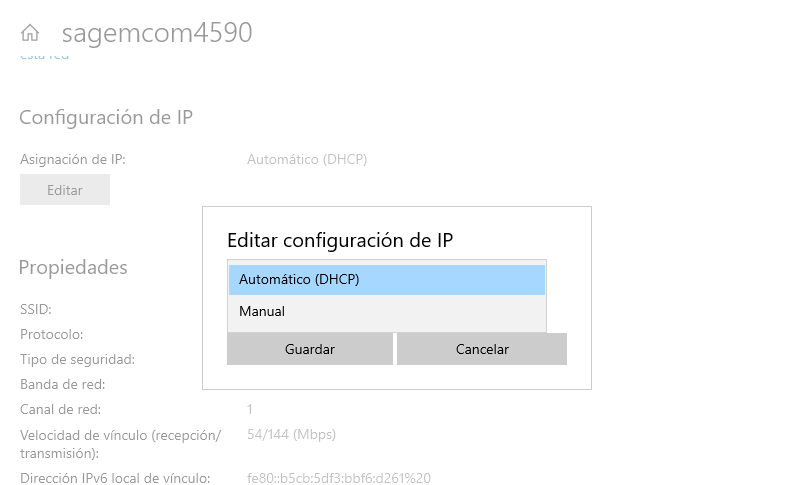 sagemcom4590
esta red
Configuración de IP
Asignación de IP: Automático (DHCP)
Editar
Editar configuración de IP
Automático (DHCP)
Manual
Guardar Cancelar
Propiedades
SSID:
Protocolo:
Tipo de seguridad:
Banda de red:
Canal de red: 1
Velocidad de vínculo (recepción/ 54/144 (Mbps)
transmisión):
Dirección IPv6 local de vínculo: fe80::b5cb:5df3:bbf6:d261%20